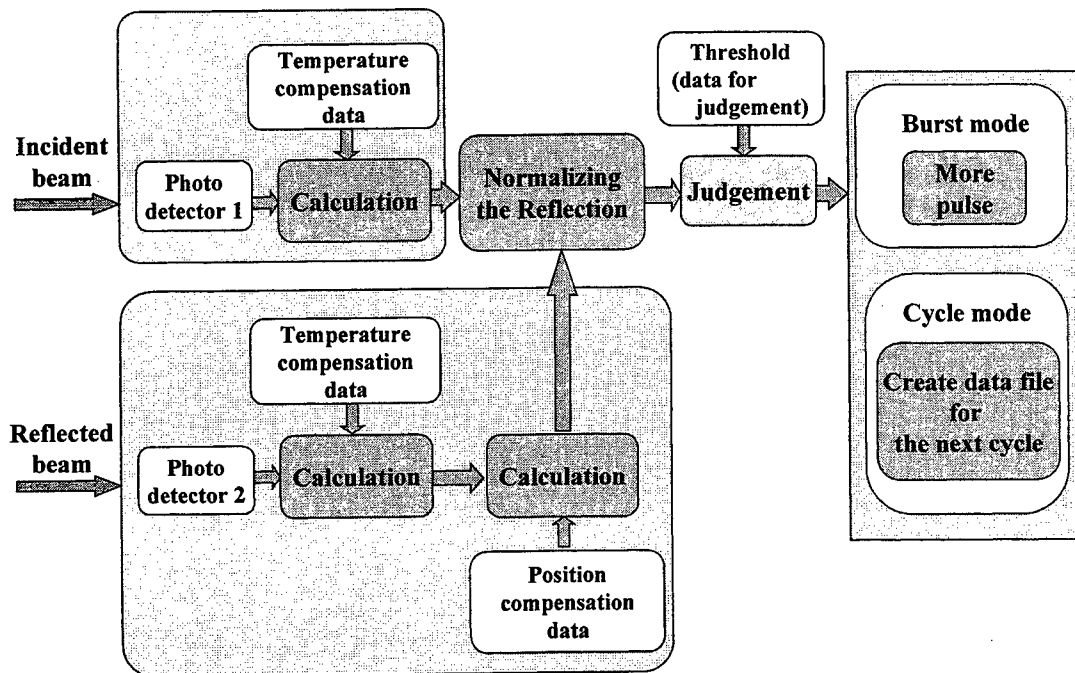 Incident
beam
Temperature
compensation
data
Photo
detector 1
Calculation
Normalizing
the Reflection
Threshold
(data for
judgement)
Judgement
Burst mode
More
pulse
Cycle mode
Create data file
for
the next cycle
Reflected
beam
Temperature
compensation
data
Photo
detector 2
Calculation
Calculation
Position
compensation
data